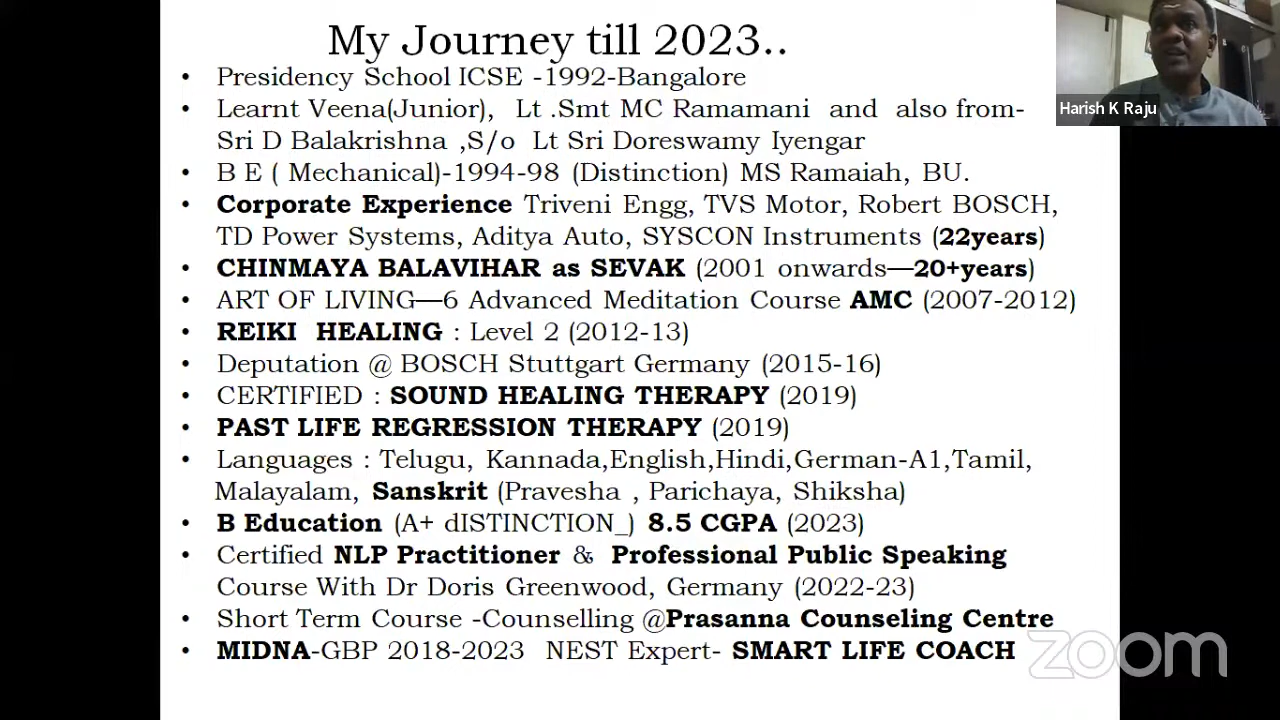 My Journey till 2023..
• Presidency School ICSE -1992-Bangalore
• Learnt Veena(Junior), Lt .Smt MC Ramamani and also from-
Sri D Balakrishna ,S/o Lt Sri Doreswamy Iyengar
• B E ( Mechanical)-1994-98 (Distinction) MS Ramaiah, BU.
• Corporate Experience Triveni Engg, TVS Motor, Robert BOSCH,
TD Power Systems, Aditya Auto, SYSCON Instruments (22years)
• CHINMAYA BALAVIHAR as SEVAK (2001 onwards—20+years)
• ART OF LIVING—6 Advanced Meditation Course AMC (2007-2012)
• REIKI HEALING : Level 2 (2012-13)
• Deputation @ BOSCH Stuttgart Germany (2015-16)
• CERTIFIED : SOUND HEALING THERAPY (2019)
• PAST LIFE REGRESSION THERAPY (2019)
• Languages : Telugu, Kannada,English,Hindi,German-A1,Tamil,
Malayalam, Sanskrit (Pravesha , Parichaya, Shiksha)
• B Education (A+ dISTINCTION_) 8.5 CGPA (2023)
• Certified NLP Practitioner & Professional Public Speaking
Course With Dr Doris Greenwood, Germany (2022-23)
• Short Term Course -Counselling @Prasanna Counseling Centre
• MIDNA-GBP 2018-2023 NEST Expert- SMART LIFE COACH
Harish K Raju
zoom